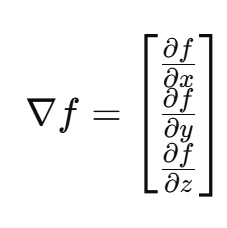 ∇f = [∂f/∂x
∂f/∂y
∂f/∂z]